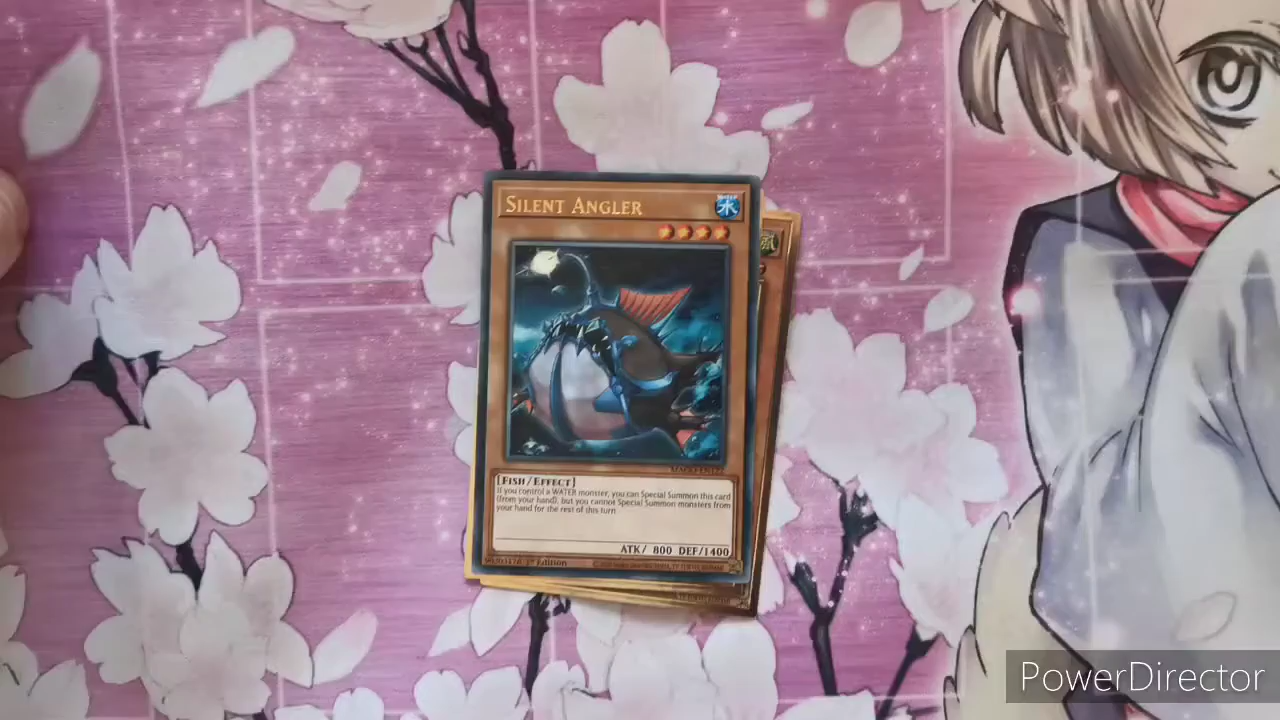 SILENT ANGLER
水
[FISH/EFFECT]
If you control a WATER monster, you can Special Summon this card
(from your hand), but you cannot Special Summon monsters from
your hand for the rest of this turn.
ATK/ 800 DEF/1400
1st Edition
PowerDirector